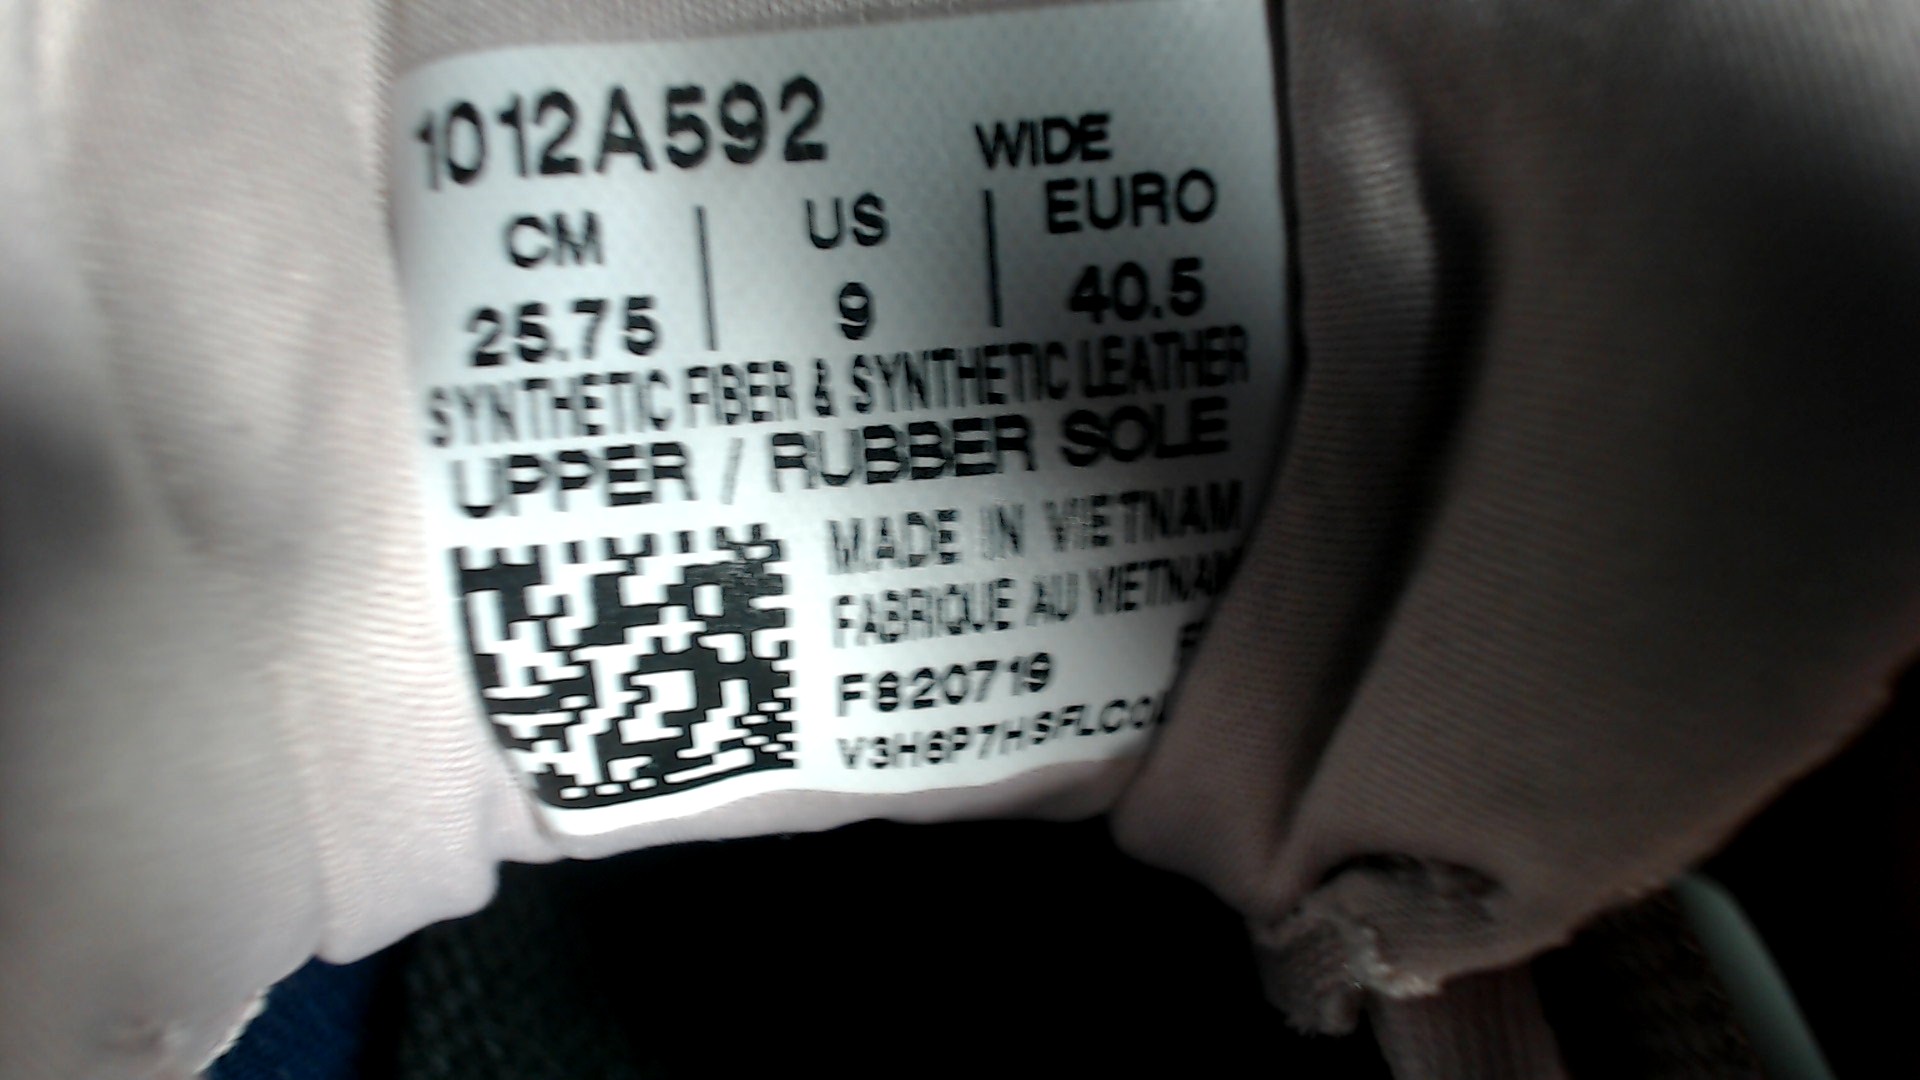 1012A592 WIDE
CM | US | EURO
25.75 | 9 | 40.5
SYNTHETIC FIBER & SYNTHETIC LEATHER
UPPER / RUBBER SOLE
MADE IN VIETNAM
FABRIQUE AU VIETNAM
F820719